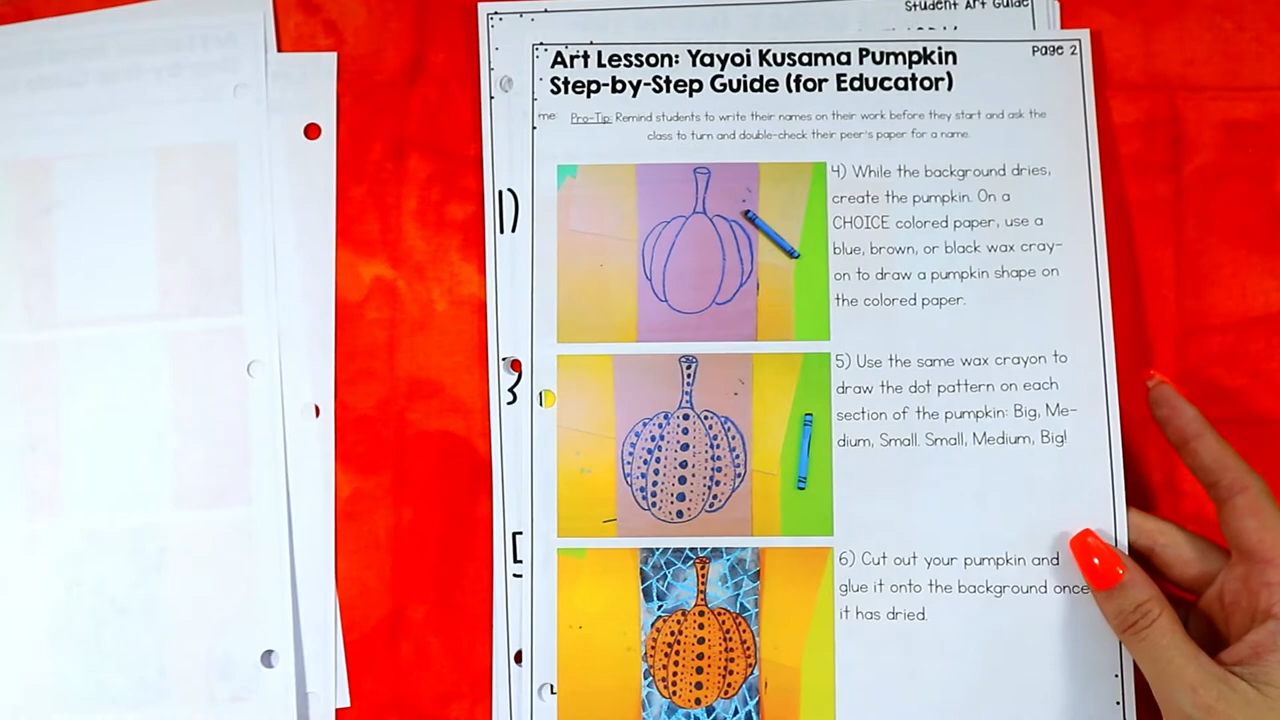 Student Art Guide
Art Lesson: Yayoi Kusama Pumpkin
Page 2
Step-by-Step Guide (for Educator)
me
Pro-Tip: Remind students to write their names on their work before they start and ask the
class to turn and double-check their peer's paper for a name.
1)
4) While the background dries,
create the pumpkin. On a
CHOICE colored paper, use a
blue, brown, or black wax cray-
on to draw a pumpkin shape on
the colored paper.
3
5) Use the same wax crayon to
draw the dot pattern on each
section of the pumpkin: Big, Me-
dium, Small. Small, Medium, Big!
5
6) Cut out your pumpkin and
glue it onto the background once
it has dried.